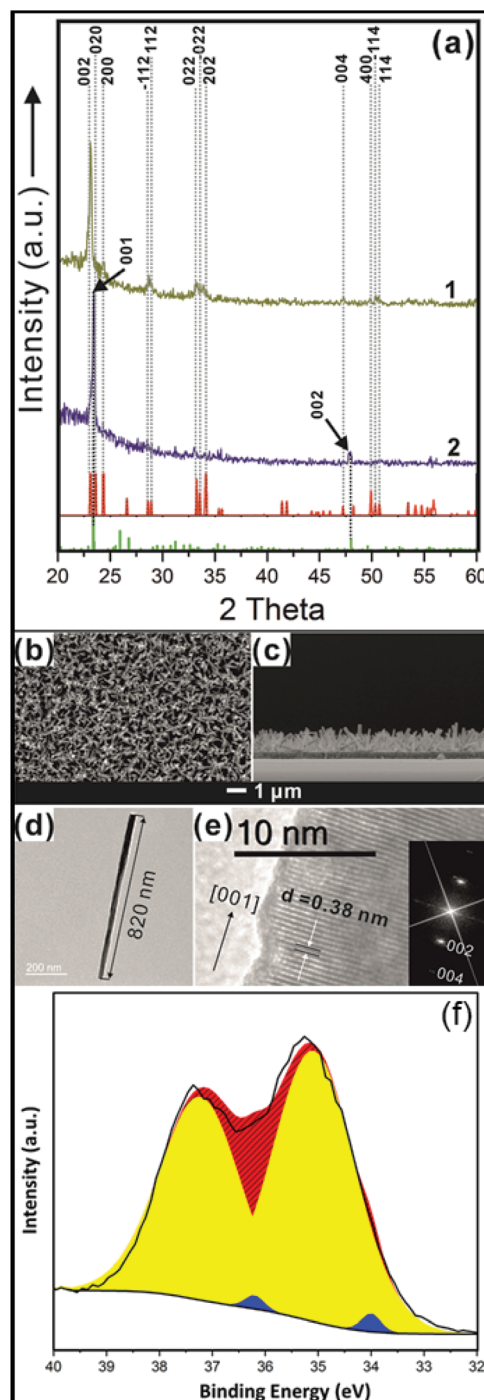 (a)
002
020
200
-112
112
022
022
202
004
400
114
114
Intensity (a.u.)
001
1
002
2
20 25 30 35 40 45 50 55 60
2 Theta
(b)
(c)
1 μm
(d)
(e)
10 nm
820 nm
[001]
d =0.38 nm
002
004
200 nm
(f)
Intensity (a.u.)
40 39 38 37 36 35 34 33 32
Binding Energy (eV)